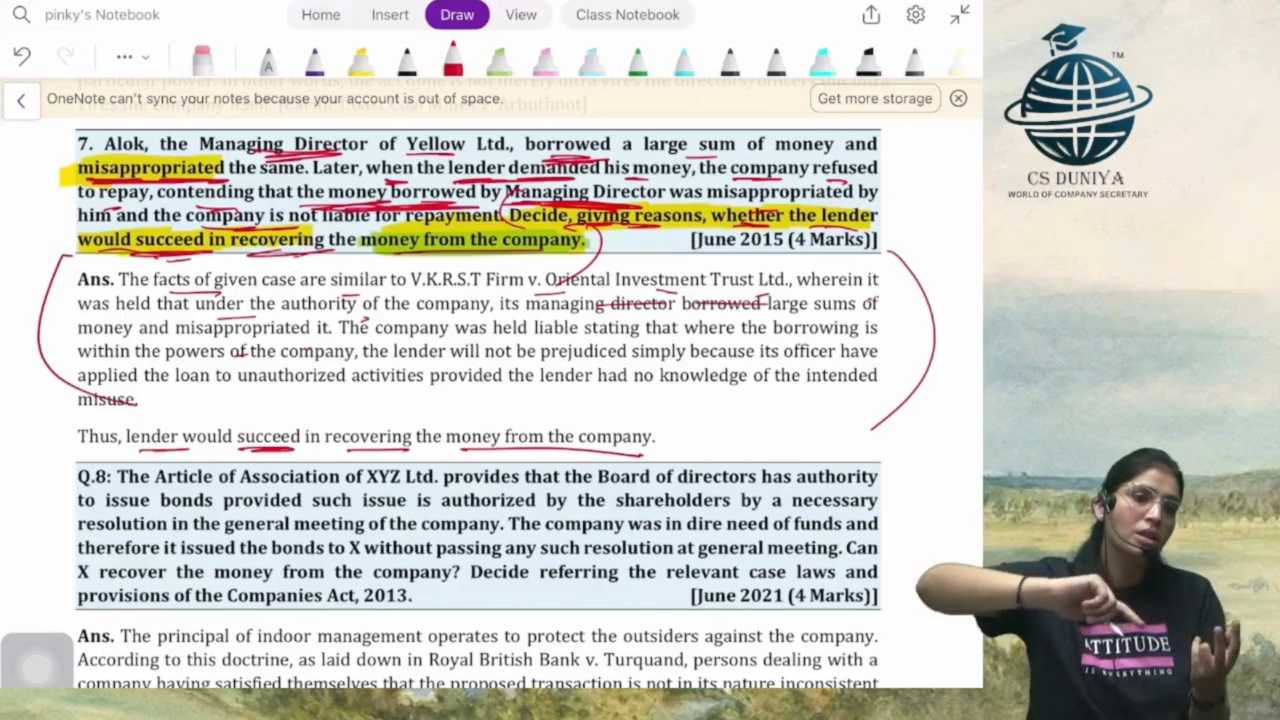 pinky's Notebook
Home Insert Draw View Class Notebook
OneNote can't sync your notes because your account is out of space.
Get more storage
7. Alok, the Managing Director of Yellow Ltd., borrowed a large sum of money and
misappropriated the same. Later, when the lender demanded his money, the company refused
to repay, contending that the money borrowed by Managing Director was misappropriated by
him and the company is not liable for repayment. Decide, giving reasons, whether the lender
would succeed in recovering the money from the company. [June 2015 (4 Marks)]
Ans. The facts of given case are similar to V.K.R.S.T Firm v. Oriental Investment Trust Ltd., wherein it
was held that under the authority of the company, its managing director borrowed large sums of
money and misappropriated it. The company was held liable stating that where the borrowing is
within the powers of the company, the lender will not be prejudiced simply because its officer have
applied the loan to unauthorized activities provided the lender had no knowledge of the intended
misuse.
Thus, lender would succeed in recovering the money from the company.
Q.8: The Article of Association of XYZ Ltd. provides that the Board of directors has authority
to issue bonds provided such issue is authorized by the shareholders by a necessary
resolution in the general meeting of the company. The company was in dire need of funds and
therefore it issued the bonds to X without passing any such resolution at general meeting. Can
X recover the money from the company? Decide referring the relevant case laws and
provisions of the Companies Act, 2013. [June 2021 (4 Marks)]
Ans. The principal of indoor management operates to protect the outsiders against the company.
According to this doctrine, as laid down in Royal British Bank v. Turquand, persons dealing with a
company having satisfied themselves that the proposed transaction is not in its nature inconsistent
TM
CS DUNIYA
WORLD OF COMPANY SECRETARY
ATTITUDE